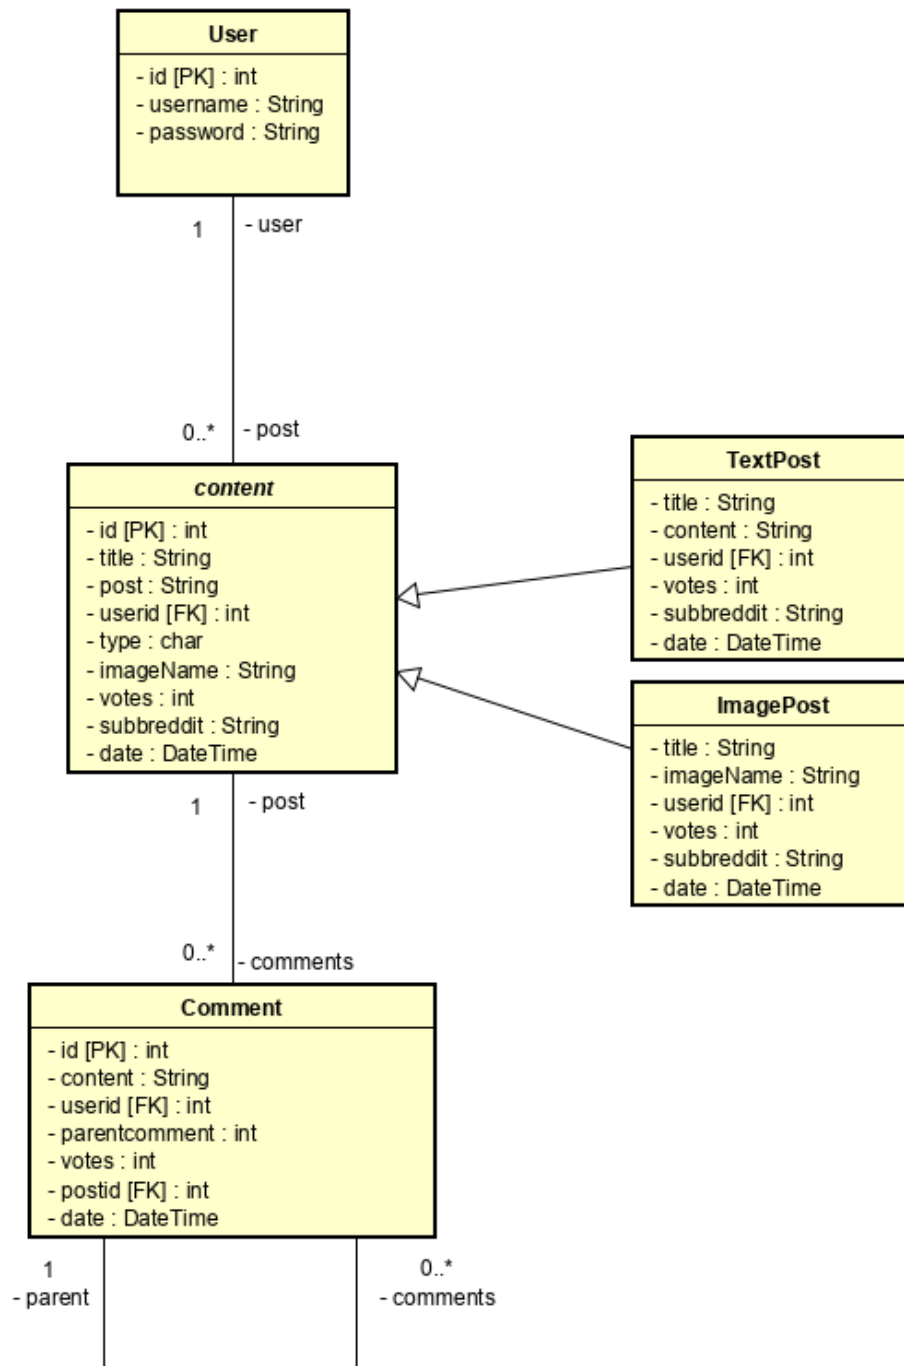 User
- id [PK] : int
- username : String
- password : String
1
- user
0..*
- post
content
- id [PK] : int
- title : String
- post : String
- userid [FK] : int
- type : char
- imageName : String
- votes : int
- subbreddit : String
- date : DateTime
TextPost
- title : String
- content : String
- userid [FK] : int
- votes : int
- subbreddit : String
- date : DateTime
ImagePost
- title : String
- imageName : String
- userid [FK] : int
- votes : int
- subbreddit : String
- date : DateTime
1
- post
0..*
- comments
Comment
- id [PK] : int
- content : String
- userid [FK] : int
- parentcomment : int
- votes : int
- postid [FK] : int
- date : DateTime
1
- parent
0..*
- comments